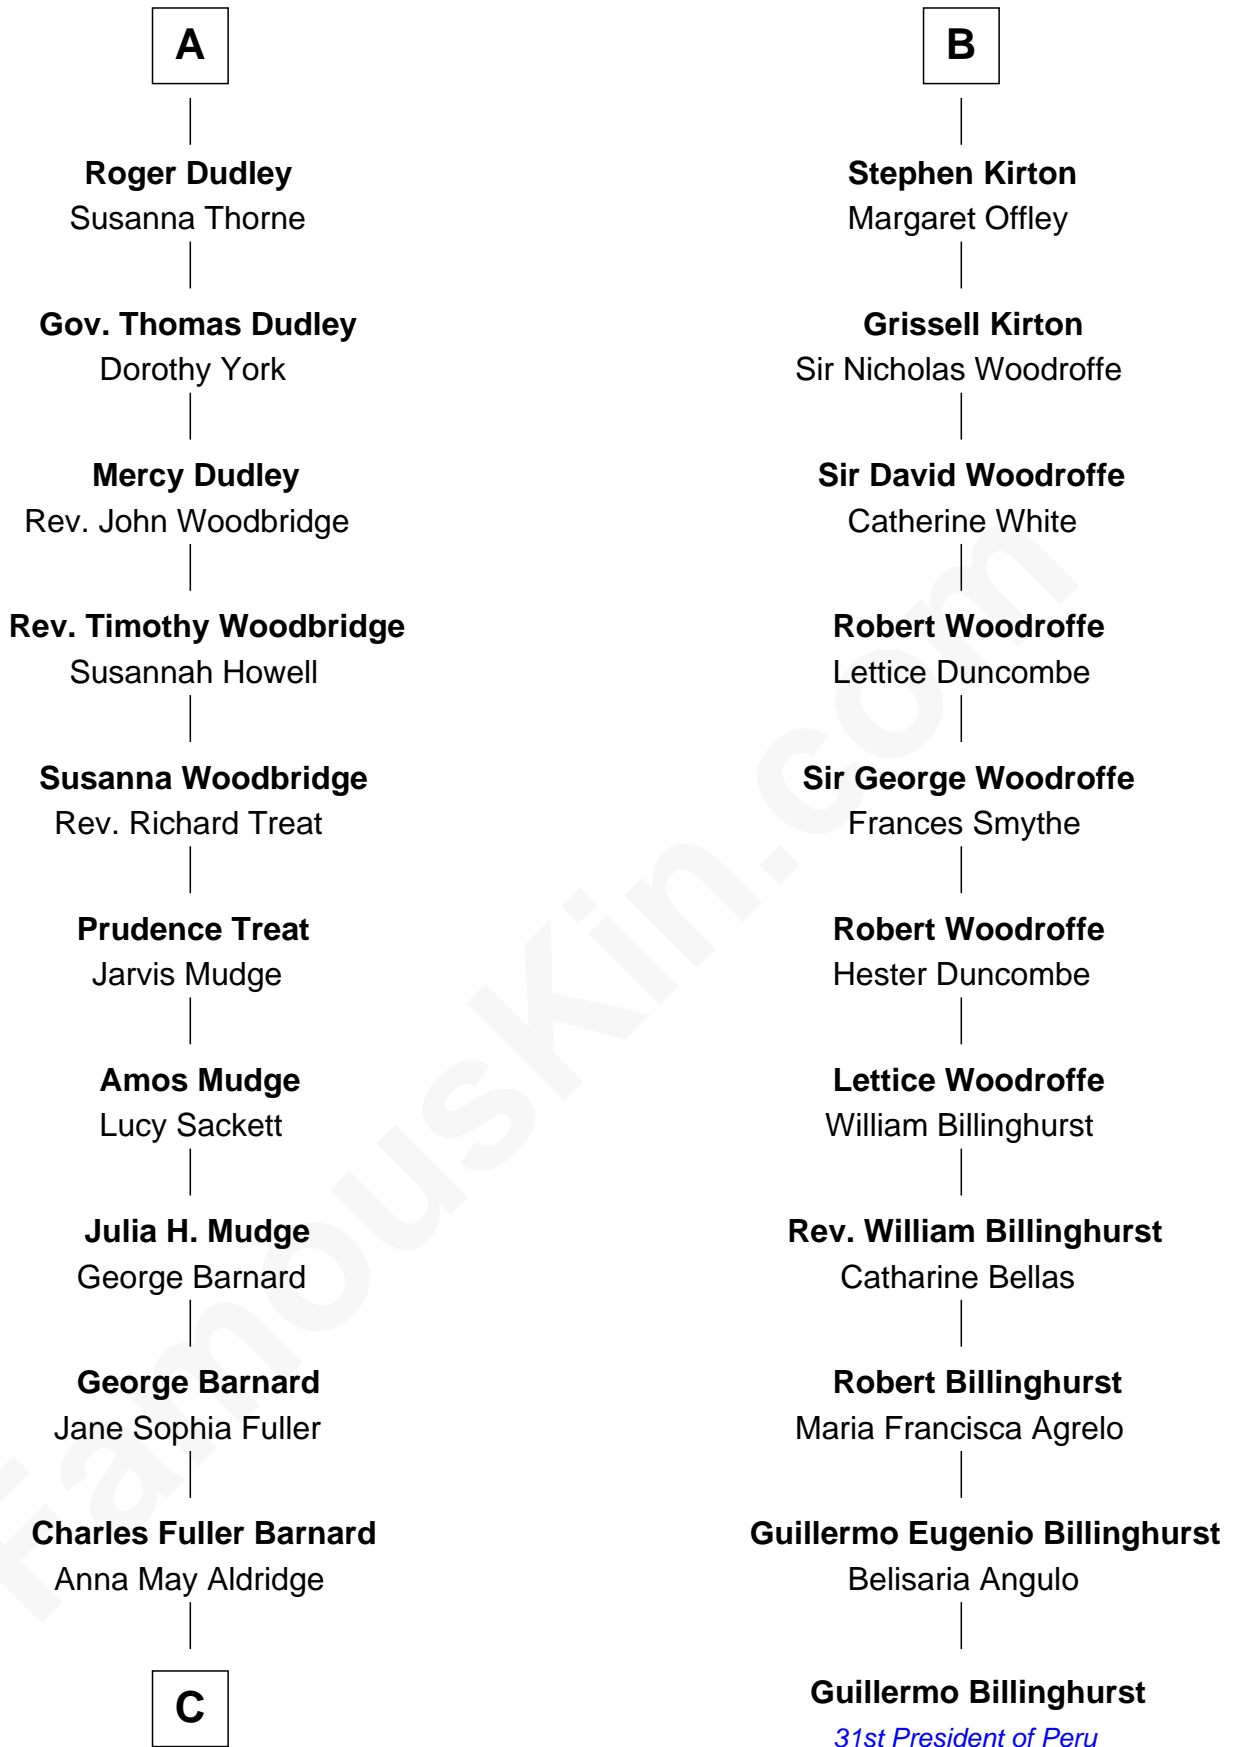 A
Roger Dudley
Susanna Thorne
Gov. Thomas Dudley
Dorothy York
Mercy Dudley
Rev. John Woodbridge
Rev. Timothy Woodbridge
Susannah Howell
Susanna Woodbridge
Rev. Richard Treat
Prudence Treat
Jarvis Mudge
Amos Mudge
Lucy Sackett
Julia H. Mudge
George Barnard
George Barnard
Jane Sophia Fuller
Charles Fuller Barnard
Anna May Aldridge
C
B
Stephen Kirton
Margaret Offley
Grissell Kirton
Sir Nicholas Woodroffe
Sir David Woodroffe
Catherine White
Robert Woodroffe
Lettice Duncombe
Sir George Woodroffe
Frances Smythe
Robert Woodroffe
Hester Duncombe
Lettice Woodroffe
William Billinghurst
Rev. William Billinghurst
Catharine Bellas
Robert Billinghurst
Maria Francisca Agrelo
Guillermo Eugenio Billinghurst
Belisaria Angulo
Guillermo Billinghurst
31st President of Peru
FamousKin.com